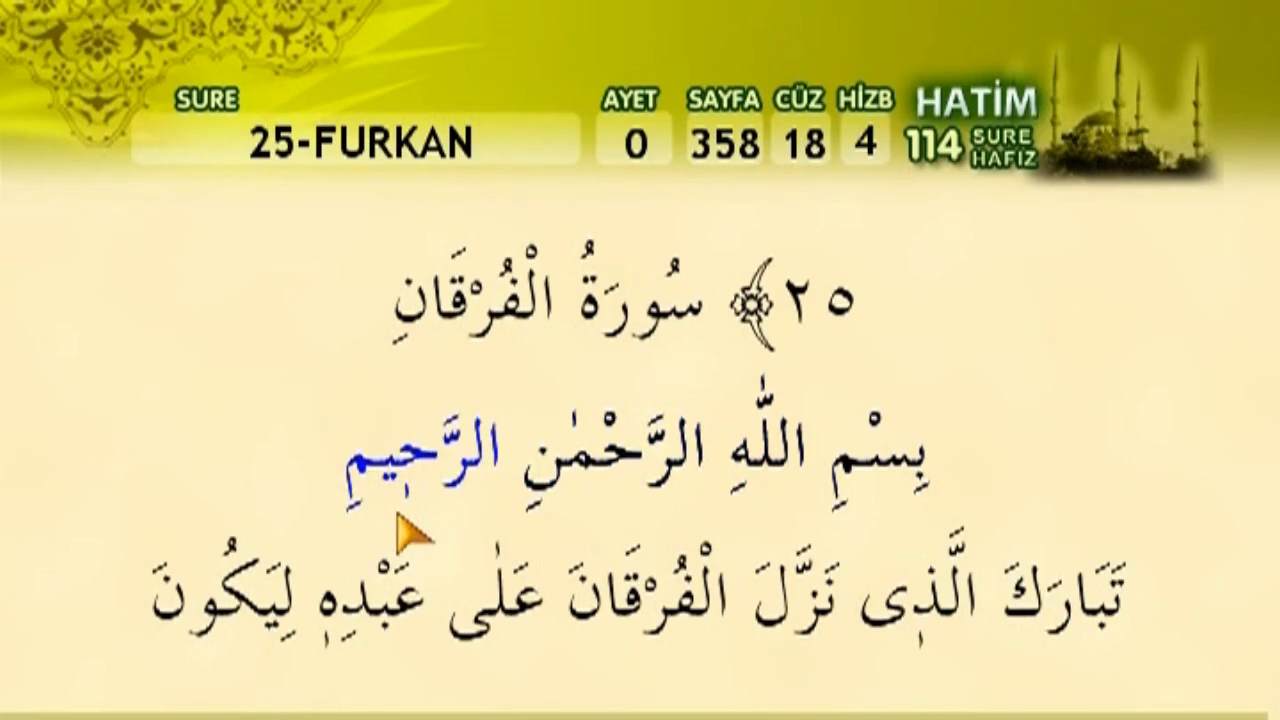 SURE AYET SAYFA CÜZ HİZB HATİM
25-FURKAN 0 358 18 4 114 SURE HAFIZ
٢٥﴾ سُورَةُ الْفُرْقَانِ
بِسْمِ اللّٰهِ الرَّحْمٰنِ الرَّح۪يمِ
تَبَارَكَ الَّذ۪ى نَزَّلَ الْفُرْقَانَ عَلٰى عَبْدِه۪ لِيَكُونَ